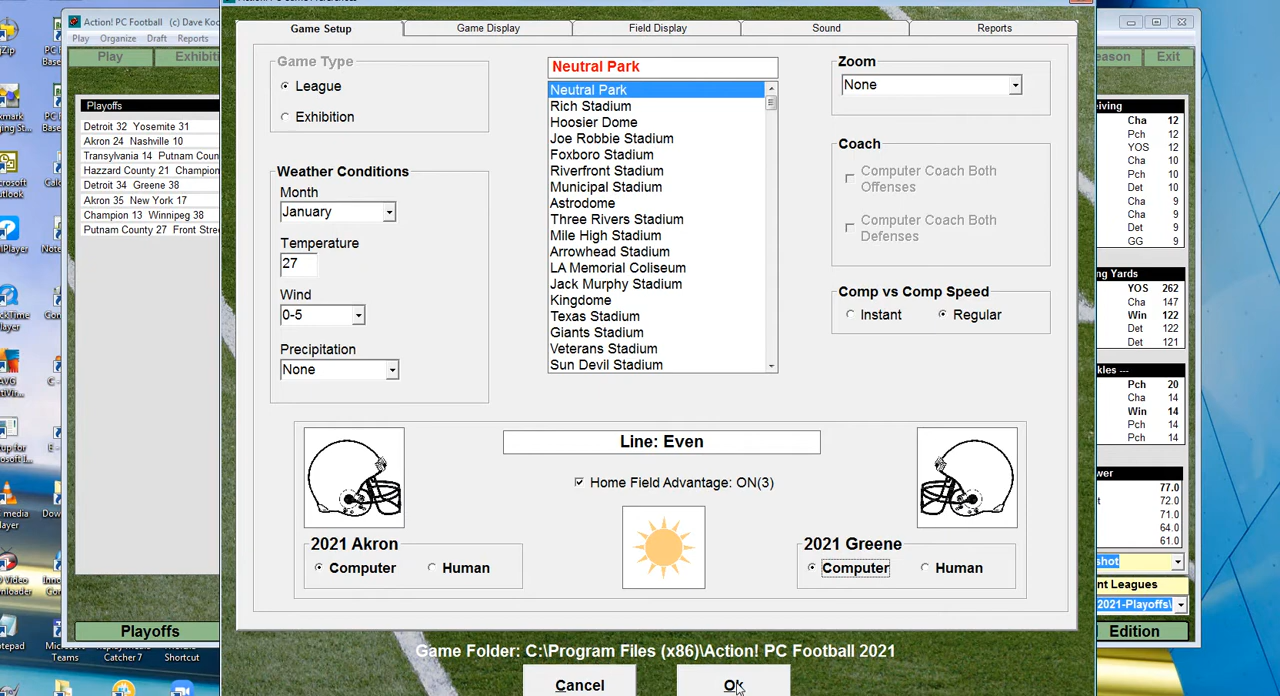 Action! PC Football (c) Dave Koc
Play Organize Draft Reports
Play Exhibiti
eason Exit
Playoffs
Detroit 32 Yosemite 31
Akron 24 Nashville 10
Transylvania 14 Putnam Coun
Hazzard County 21 Champion
Detroit 34 Greene 38
Akron 35 New York 17
Champion 13 Winnipeg 38
Putnam County 27 Front Stre
Playoffs
Game Setup
Game Display
Field Display
Sound
Reports
Game Type
League
Exhibition
Weather Conditions
Month
January
Temperature
27
Wind
0-5
Precipitation
None
Neutral Park
Neutral Park
Rich Stadium
Hoosier Dome
Joe Robbie Stadium
Foxboro Stadium
Riverfront Stadium
Municipal Stadium
Astrodome
Three Rivers Stadium
Mile High Stadium
Arrowhead Stadium
LA Memorial Coliseum
Jack Murphy Stadium
Kingdome
Texas Stadium
Giants Stadium
Veterans Stadium
Sun Devil Stadium
Zoom
None
Coach
Computer Coach Both
Offenses
Computer Coach Both
Defenses
Comp vs Comp Speed
Instant Regular
Line: Even
Home Field Advantage: ON(3)
2021 Akron
Computer Human
2021 Greene
Computer Human
Game Folder: C:\Program Files (x86)\Action! PC Football 2021
Cancel
Ok
eiving
Cha 12
Pch 12
YOS 12
Cha 10
Pch 10
Det 10
Cha 9
Cha 9
Det 9
GG 9
ng Yards
YOS 262
Cha 147
Win 122
Det 122
Det 121
kles ---
Pch 20
Cha 14
Win 14
Pch 14
Pch 14
wer
77.0
72.0
71.0
64.0
61.0
shot
nt Leagues
2021-Playoffs\
Edition
Teams
Catcher 7
Shortcut